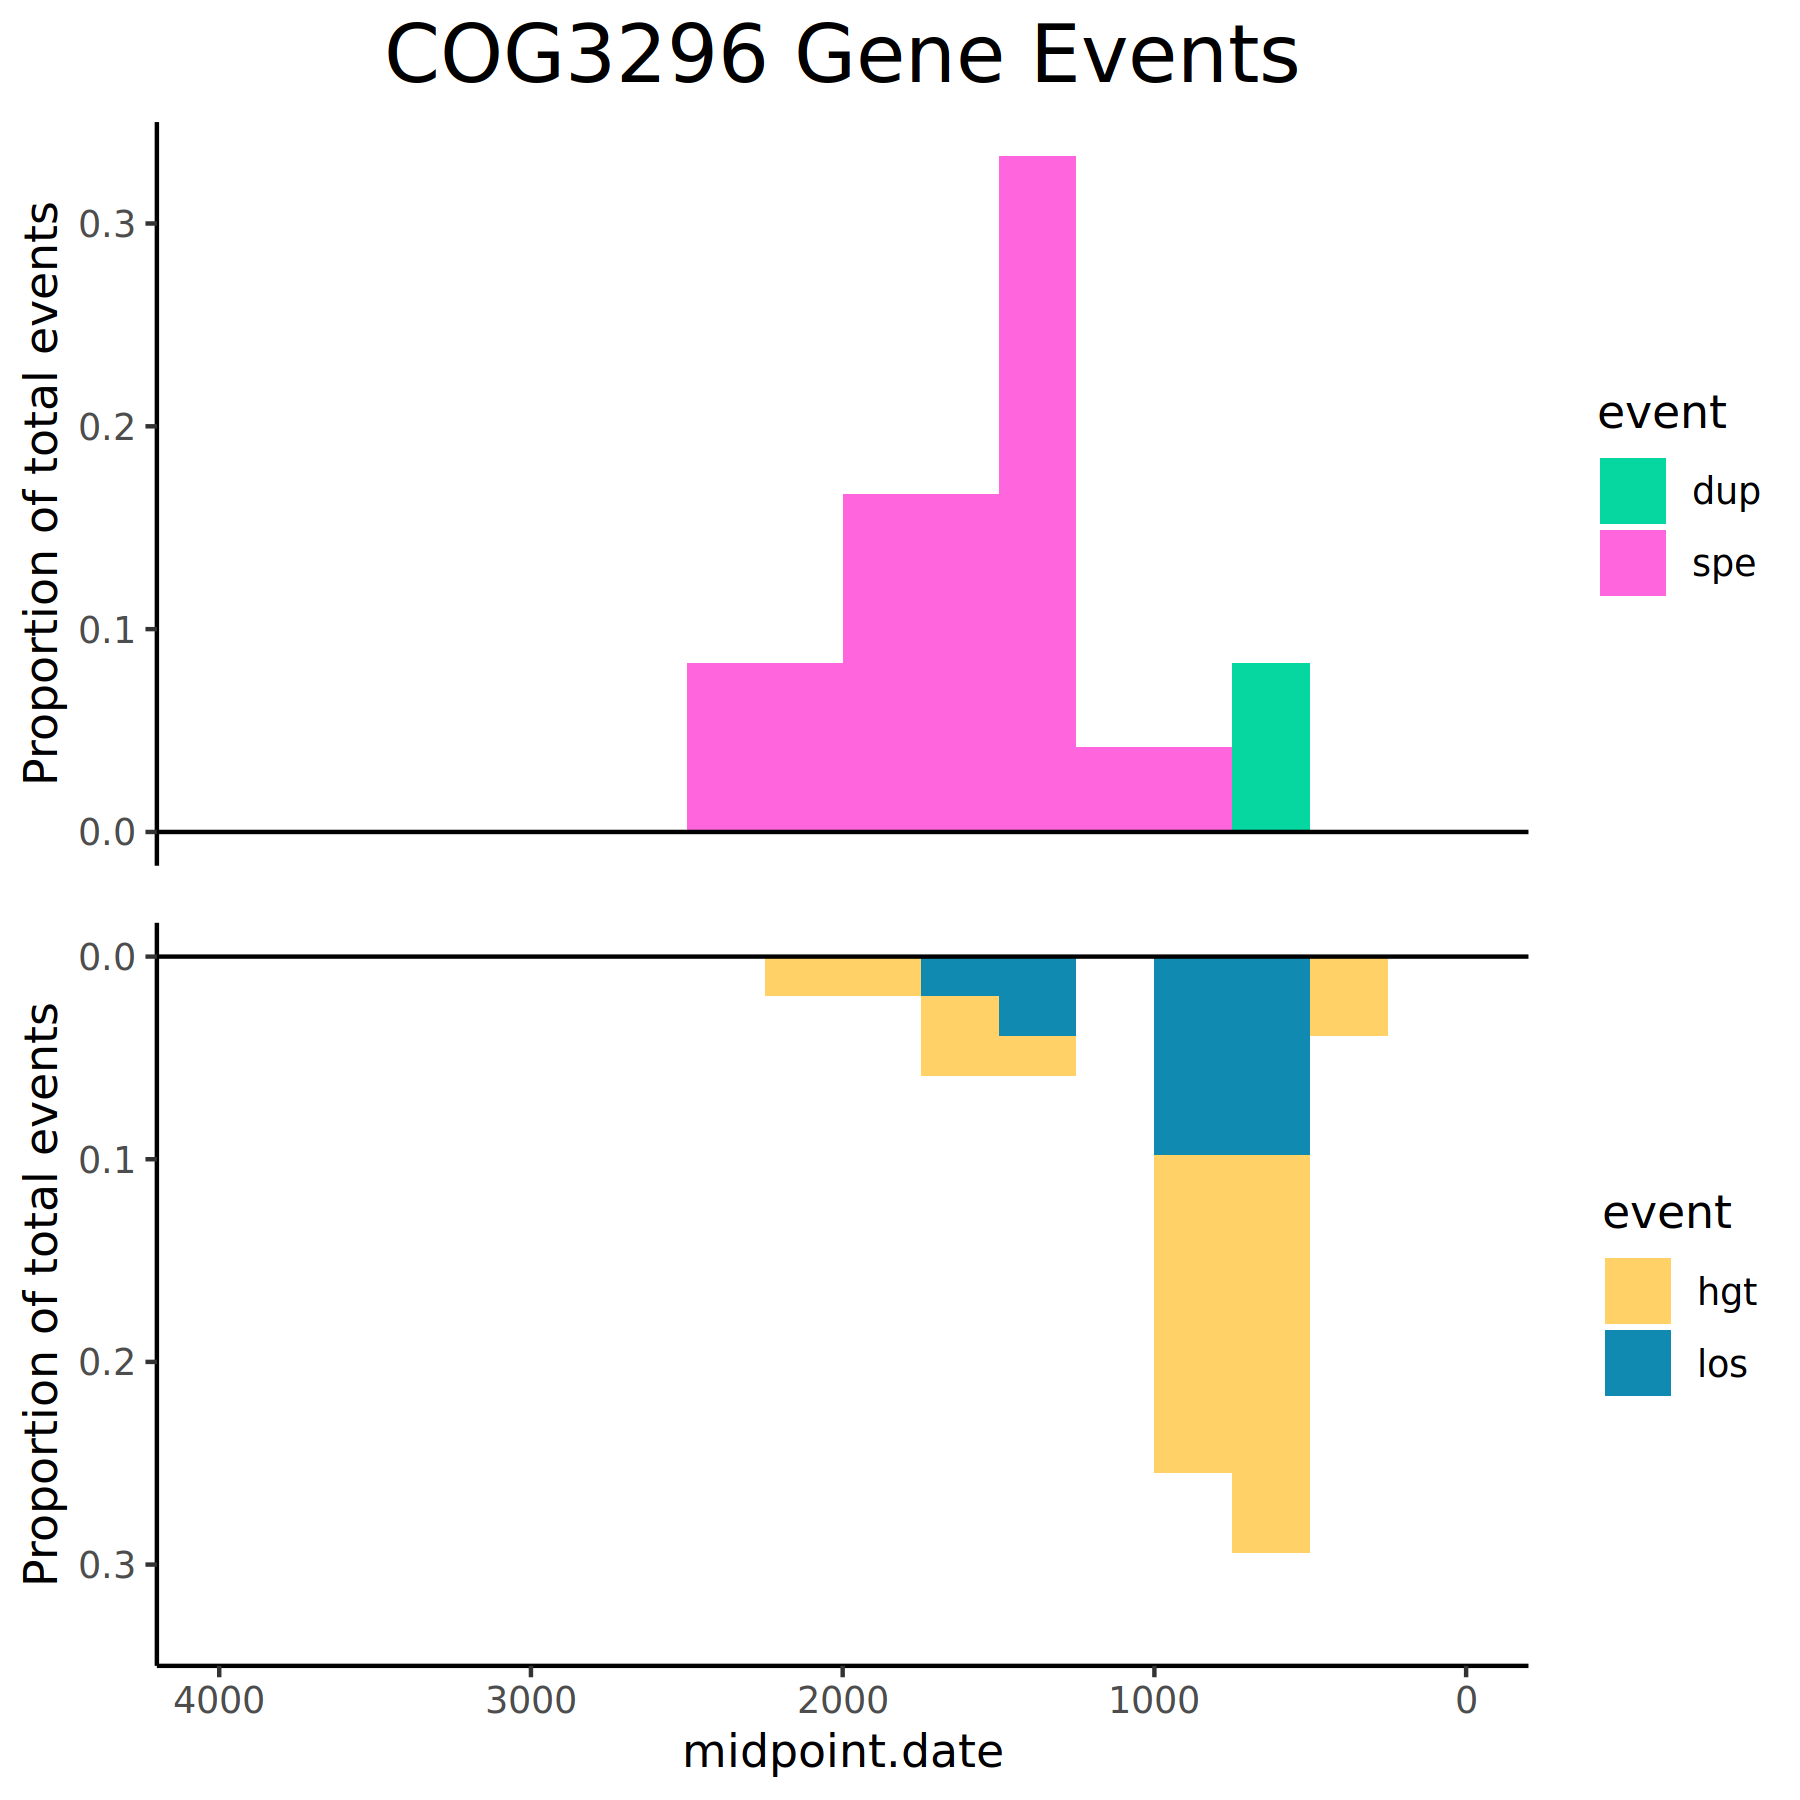 COG3296 Gene Events
Proportion of total events
0.3
0.2
0.1
0.0
event
dup
spe
Proportion of total events
0.0
0.1
0.2
0.3
event
hgt
los
4000 3000 2000 1000 0
midpoint.date